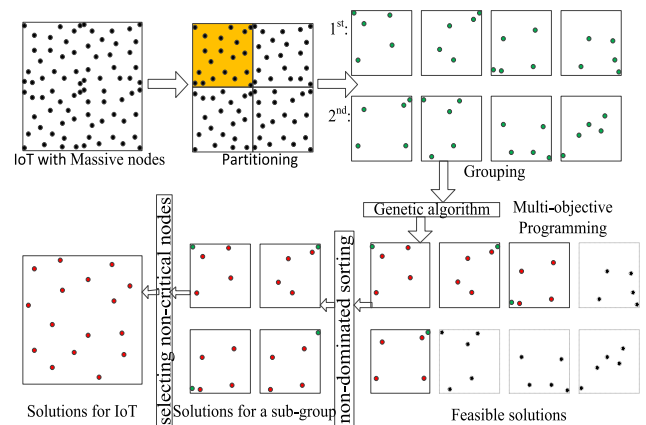 1st:
2nd:
IoT with Massive nodes
Partitioning
Grouping
Genetic algorithm
Multi-objective
Programming
selecting non-critical nodes
non-dominated sorting
Solutions for IoT
Solutions for a sub-group
Feasible solutions